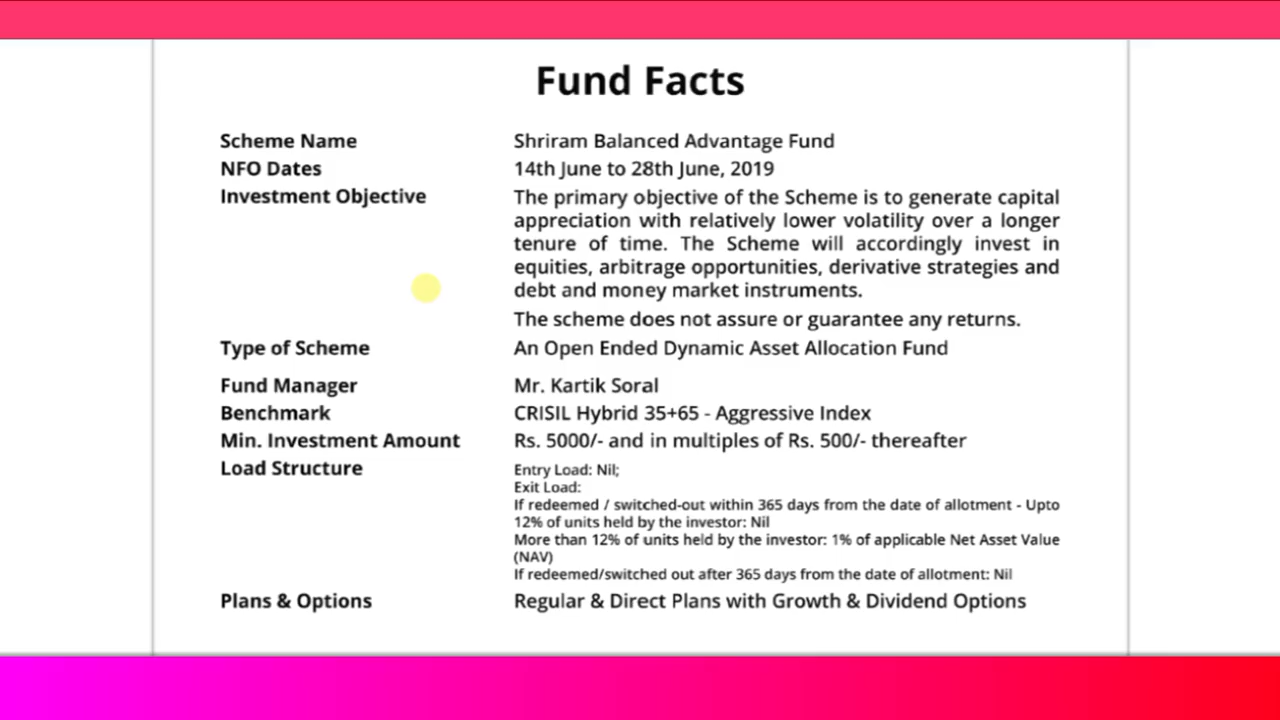 Fund Facts
Scheme Name Shriram Balanced Advantage Fund
NFO Dates 14th June to 28th June, 2019
Investment Objective The primary objective of the Scheme is to generate capital
appreciation with relatively lower volatility over a longer
tenure of time. The Scheme will accordingly invest in
equities, arbitrage opportunities, derivative strategies and
debt and money market instruments.
The scheme does not assure or guarantee any returns.
Type of Scheme An Open Ended Dynamic Asset Allocation Fund
Fund Manager Mr. Kartik Soral
Benchmark CRISIL Hybrid 35+65 - Aggressive Index
Min. Investment Amount Rs. 5000/- and in multiples of Rs. 500/- thereafter
Load Structure Entry Load: Nil;
Exit Load:
If redeemed / switched-out within 365 days from the date of allotment - Upto
12% of units held by the investor: Nil
More than 12% of units held by the investor: 1% of applicable Net Asset Value
(NAV)
If redeemed/switched out after 365 days from the date of allotment: Nil
Plans & Options Regular & Direct Plans with Growth & Dividend Options